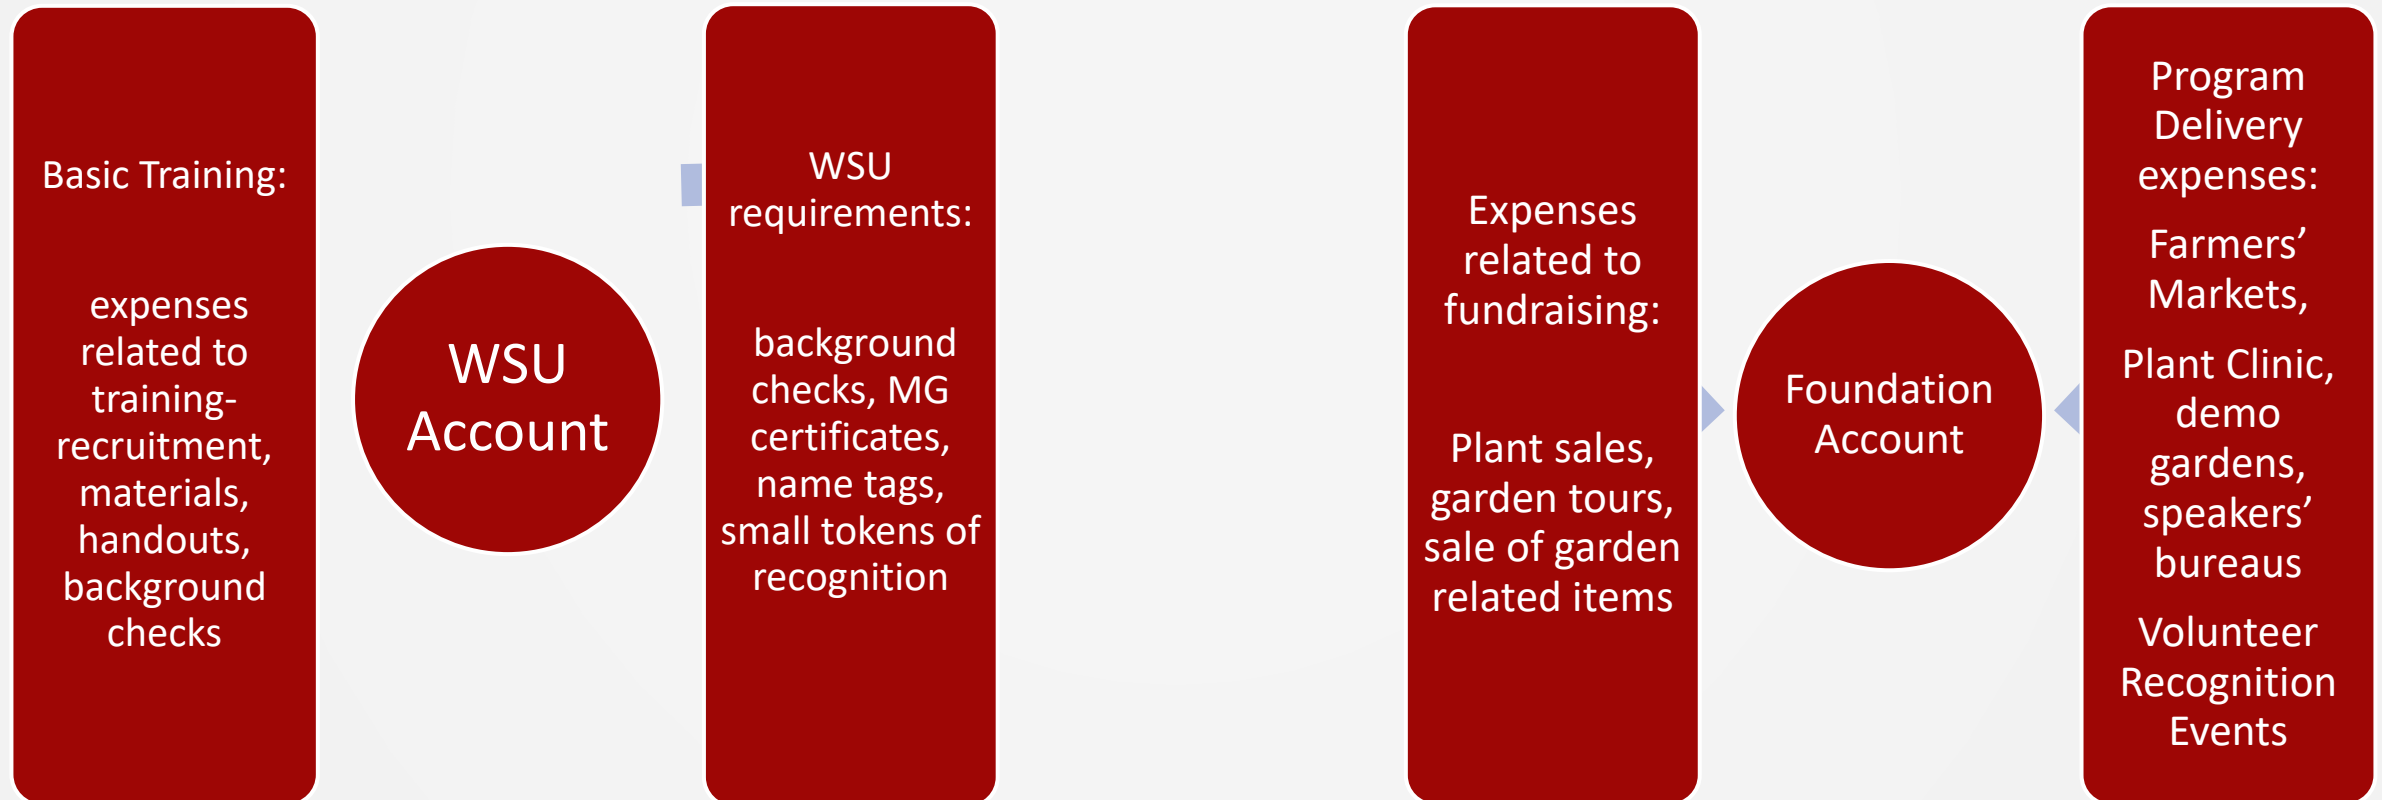 Basic Training:
expenses
related to
training-
recruitment,
materials,
handouts,
background
checks
WSU
Account
WSU
requirements:
background
checks, MG
certificates,
name tags,
small tokens of
recognition
Expenses
related to
fundraising:
Plant sales,
garden tours,
sale of garden
related items
Foundation
Account
Program
Delivery
expenses:
Farmers’
Markets,
Plant Clinic,
demo
gardens,
speakers’
bureaus
Volunteer
Recognition
Events